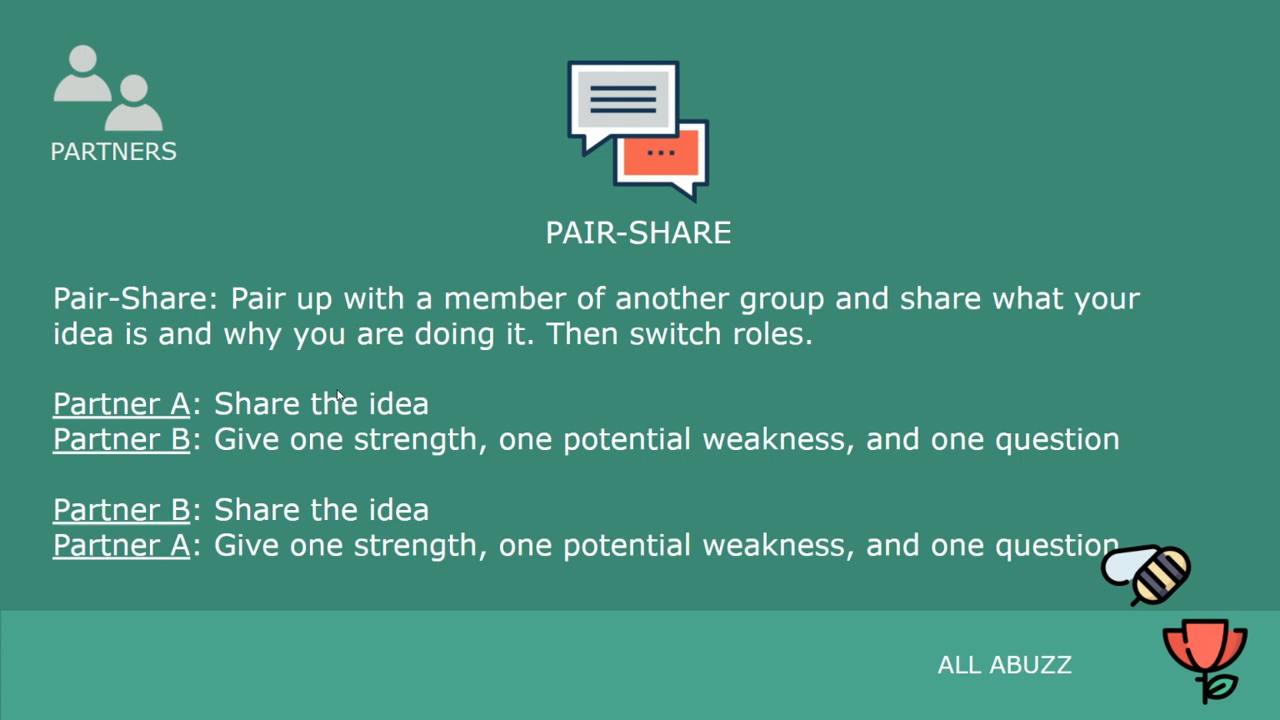 PARTNERS
PAIR-SHARE
Pair-Share: Pair up with a member of another group and share what your
idea is and why you are doing it. Then switch roles.
Partner A: Share the idea
Partner B: Give one strength, one potential weakness, and one question
Partner B: Share the idea
Partner A: Give one strength, one potential weakness, and one question
ALL ABUZZ